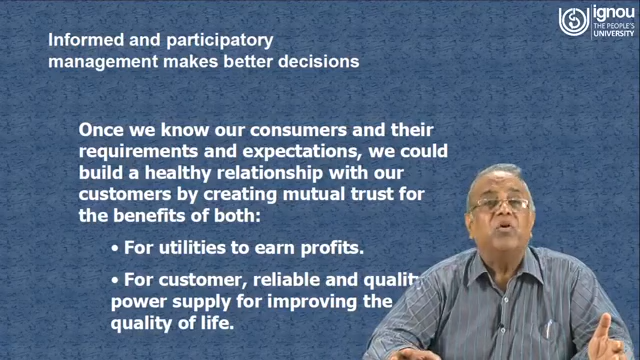 ignou
THE PEOPLE'S
UNIVERSITY
Informed and participatory
management makes better decisions
Once we know our consumers and their
requirements and expectations, we could
build a healthy relationship with our
customers by creating mutual trust for
the benefits of both:
• For utilities to earn profits.
• For customer, reliable and quality
power supply for improving the
quality of life.